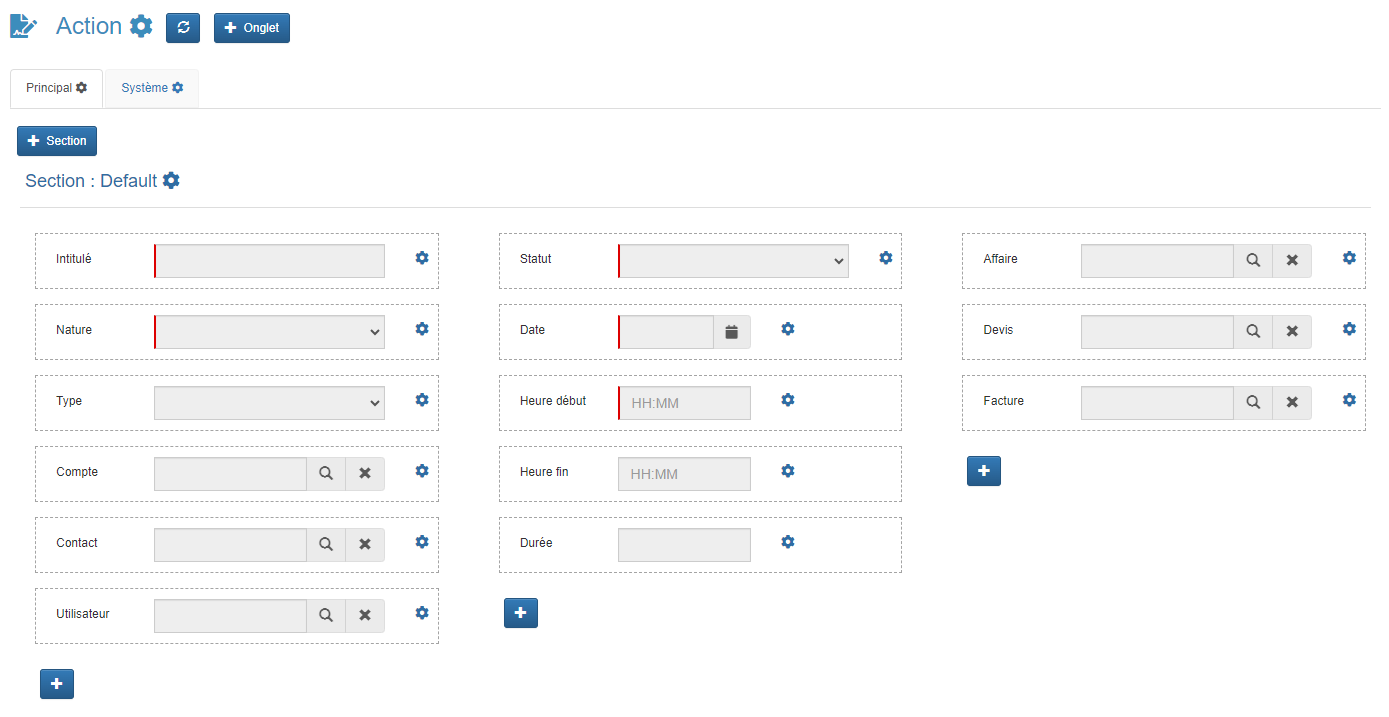 Action
Onglet
Principal
Système
Section
Section : Default
Intitulé
Nature
Type
Compte
Contact
Utilisateur
Statut
Date
Heure début HH:MM
Heure fin HH:MM
Durée
Affaire
Devis
Facture